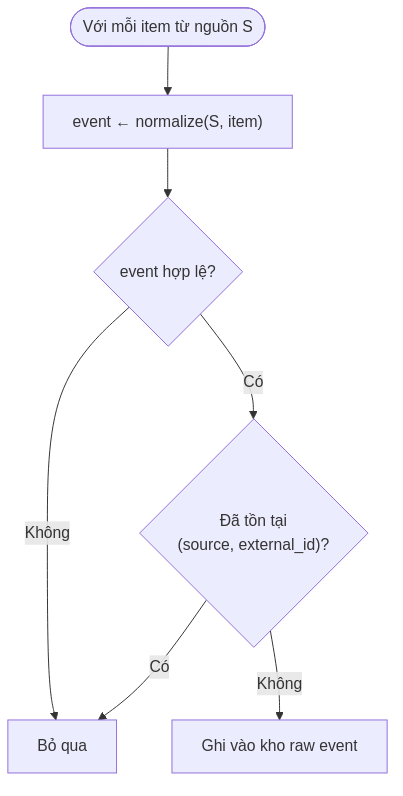 Với mỗi item từ nguồn S
event ← normalize(S, item)
event hợp lệ?
Có
Đã tồn tại
(source, external_id)?
Không
Có
Không
Bỏ qua
Ghi vào kho raw event